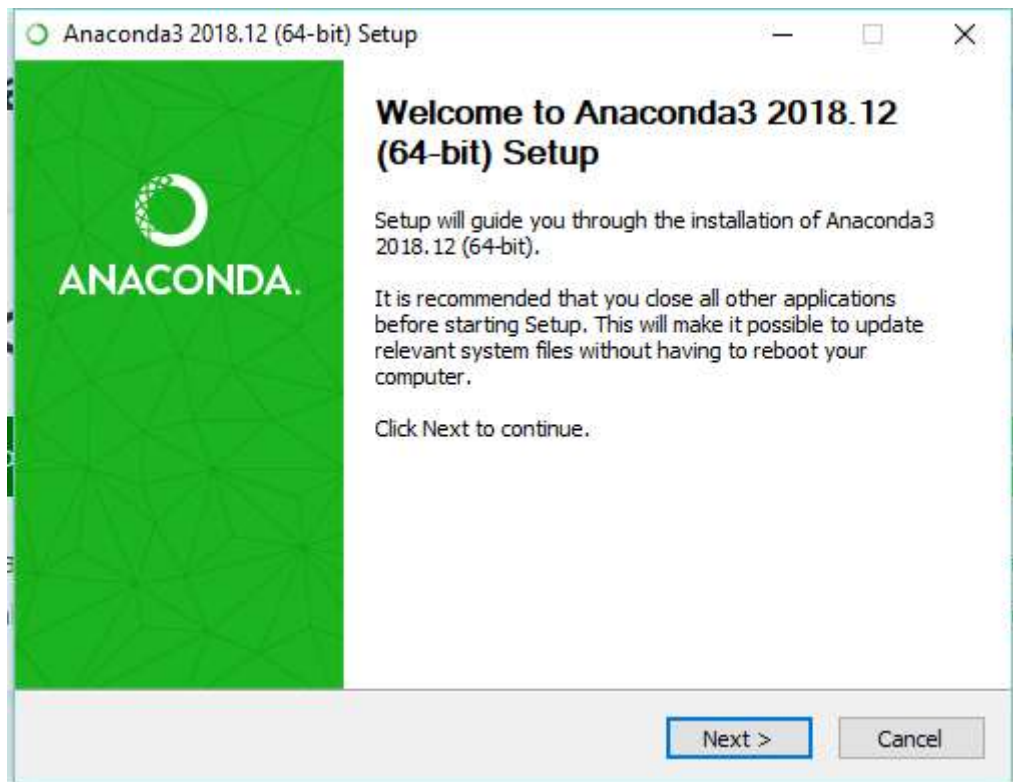 Anaconda3 2018.12 (64-bit) Setup
Welcome to Anaconda3 2018.12
(64-bit) Setup
Setup will guide you through the installation of Anaconda3
2018.12 (64-bit).
ANACONDA.
It is recommended that you close all other applications
before starting Setup. This will make it possible to update
relevant system files without having to reboot your
computer.
Click Next to continue.
Next >
Cancel